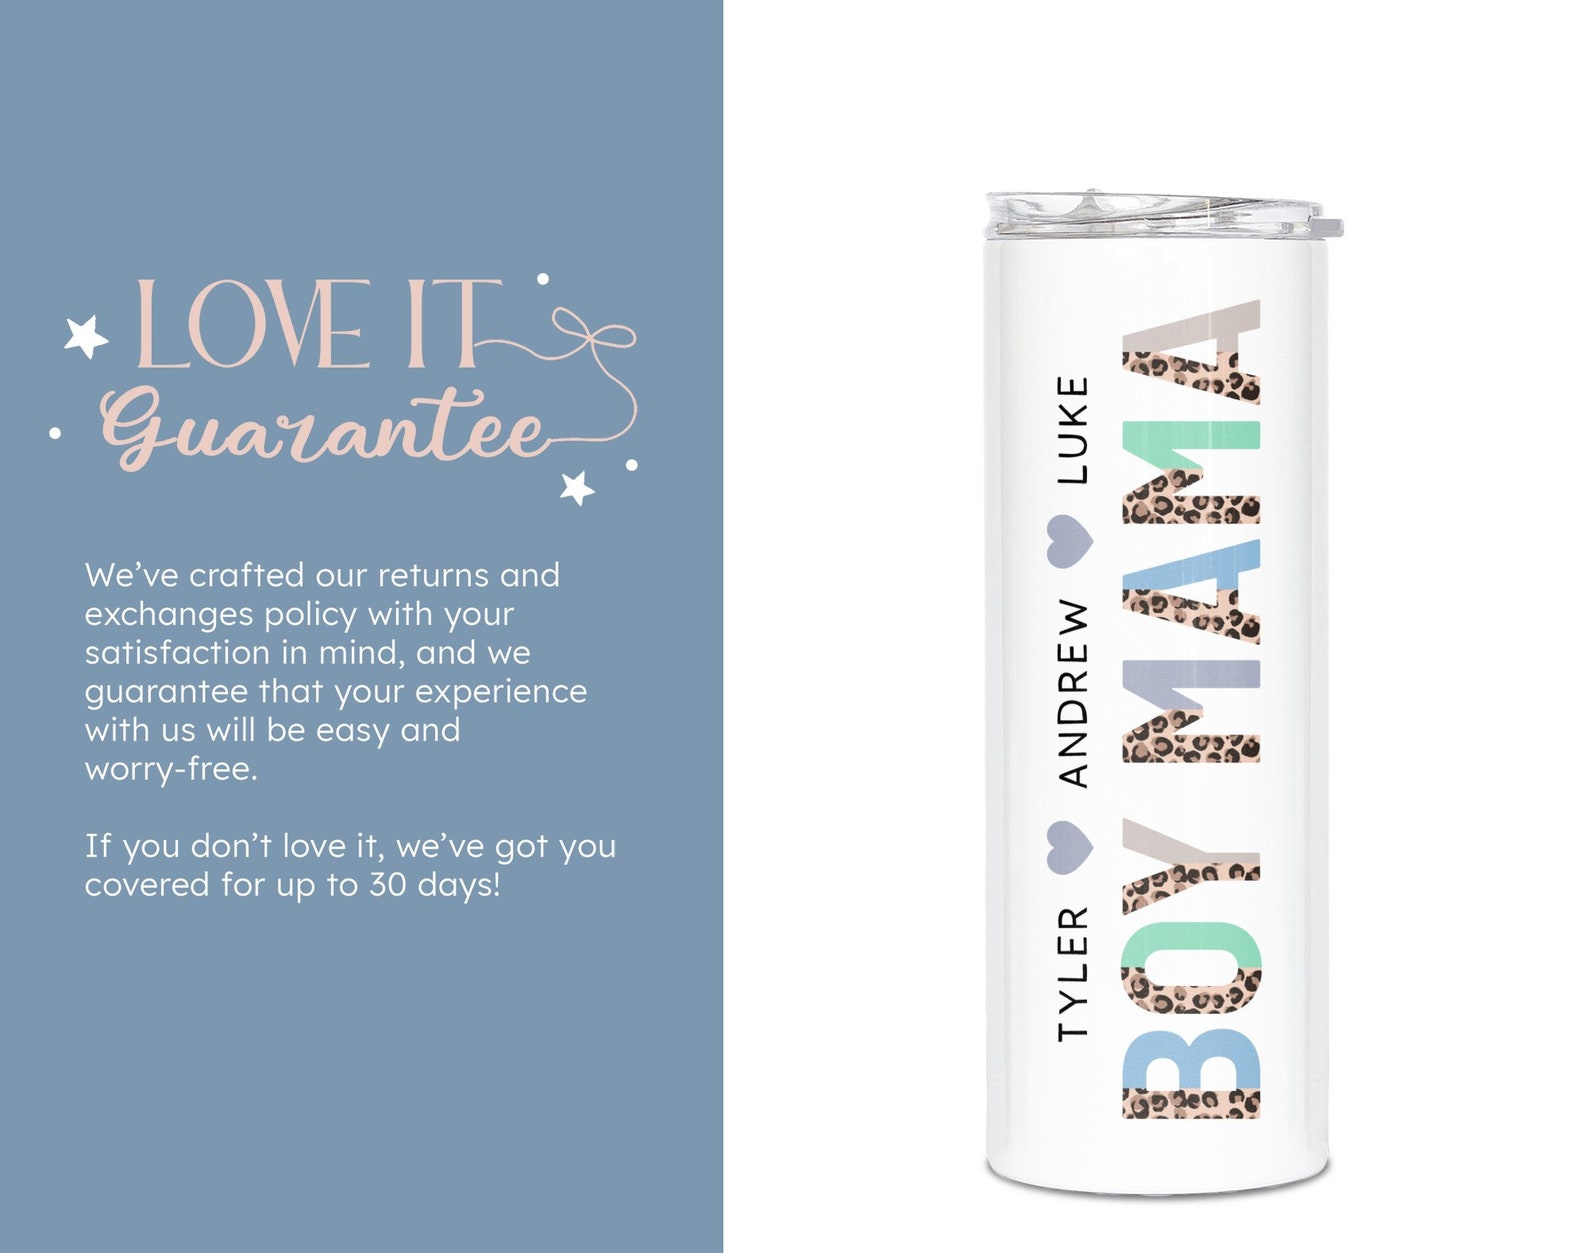 LOVE IT
Guarantee
We’ve crafted our returns and
exchanges policy with your
satisfaction in mind, and we
guarantee that your experience
with us will be easy and
worry-free.
If you don’t love it, we’ve got you
covered for up to 30 days!
TYLER ANDREW LUKE
BOY MAMA